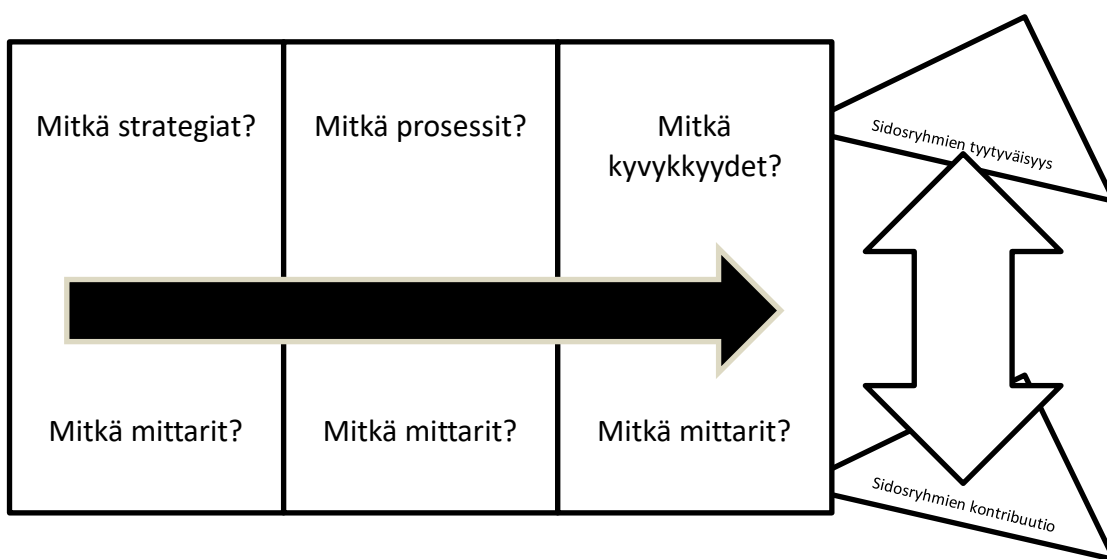 Mitkä strategiat?
Mitkä prosessit?
Mitkä
kyvykkyydet?
Sidosryhmien tyytyväisyys
Mitkä mittarit?
Mitkä mittarit?
Mitkä mittarit?
Sidosryhmien kontribuutio